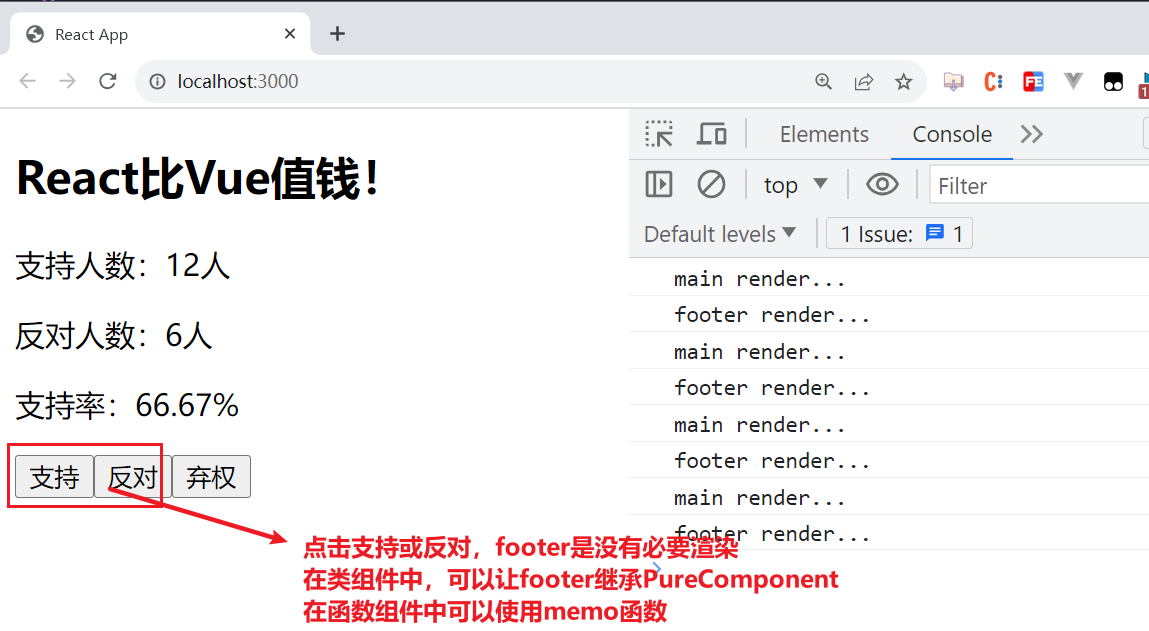 React App
localhost:3000
1
Elements
Console
top
Filter
Default levels
1 Issue:
1
React比Vue值钱！
支持人数：12人
反对人数：6人
支持率：66.67%
支持
反对
弃权
main render...
footer render...
main render...
footer render...
main render...
footer render...
main render...
footer render...
点击支持或反对，footer是没有必要渲染
在类组件中，可以让footer继承PureComponent
在函数组件中可以使用memo函数